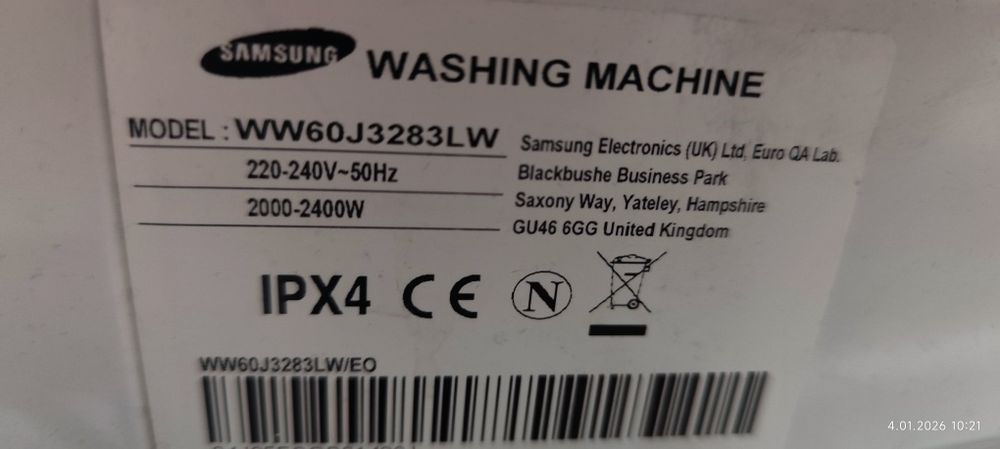 SAMSUNG WASHING MACHINE
MODEL : WW60J3283LW
220-240V~50Hz
2000-2400W
Samsung Electronics (UK) Ltd, Euro QA Lab.
Blackbushe Business Park
Saxony Way, Yateley, Hampshire
GU46 6GG United Kingdom
IPX4 CE N
WW60J3283LW/EO
4.01.2026 10:21